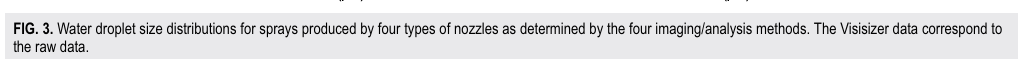 FIG. 3. Water droplet size distributions for sprays produced by four types of nozzles as determined by the four imaging/analysis methods. The Visisizer data correspond to
the raw data.